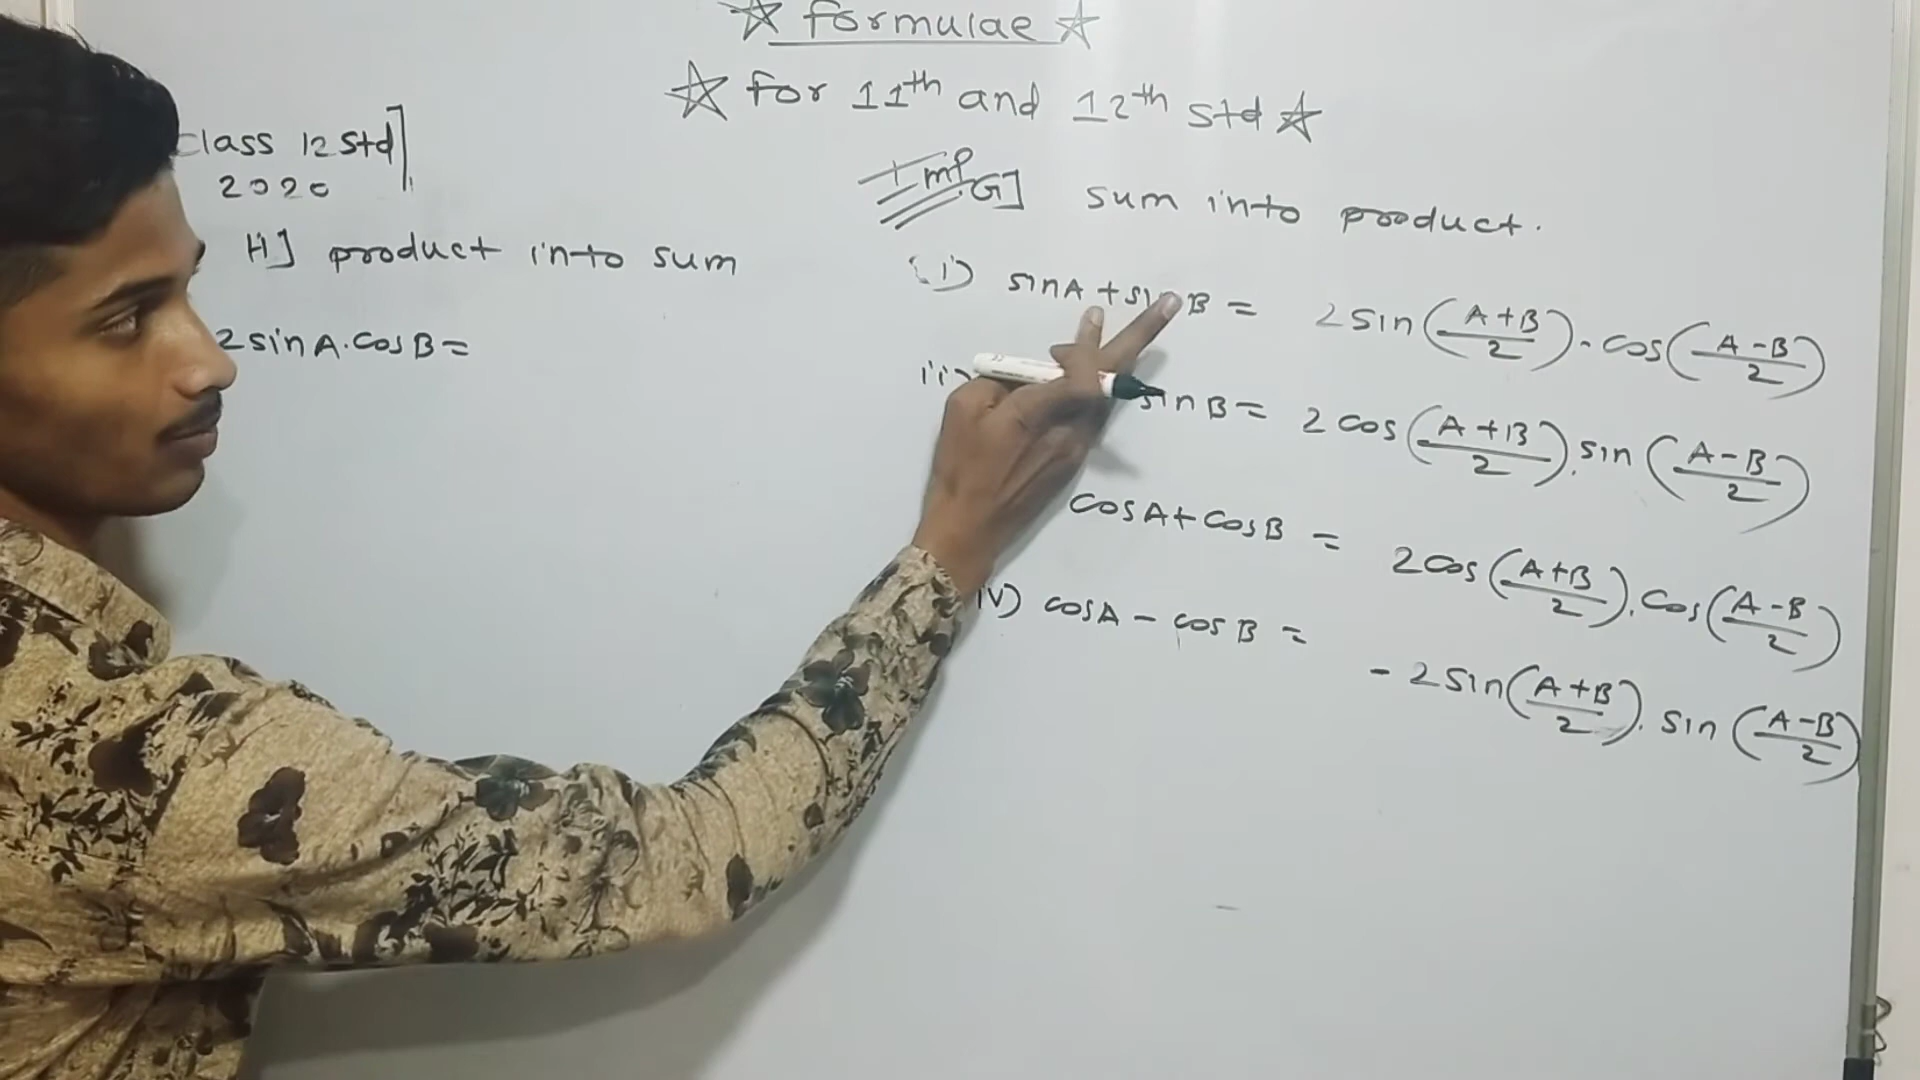 ☆ Formulae ☆
☆ For 11th and 12th std ☆
class 12 std]
2020
H] product into sum
2sinA.cosB=
Imp. G] sum into product.
(i) sinA + sinB = 2sin((A+B)/2) . cos((A-B)/2)
ii) sinB = 2cos((A+B)/2) . sin((A-B)/2)
cosA + cosB = 2cos((A+B)/2) . cos((A-B)/2)
iv) cosA - cosB = -2sin((A+B)/2) . sin((A-B)/2)